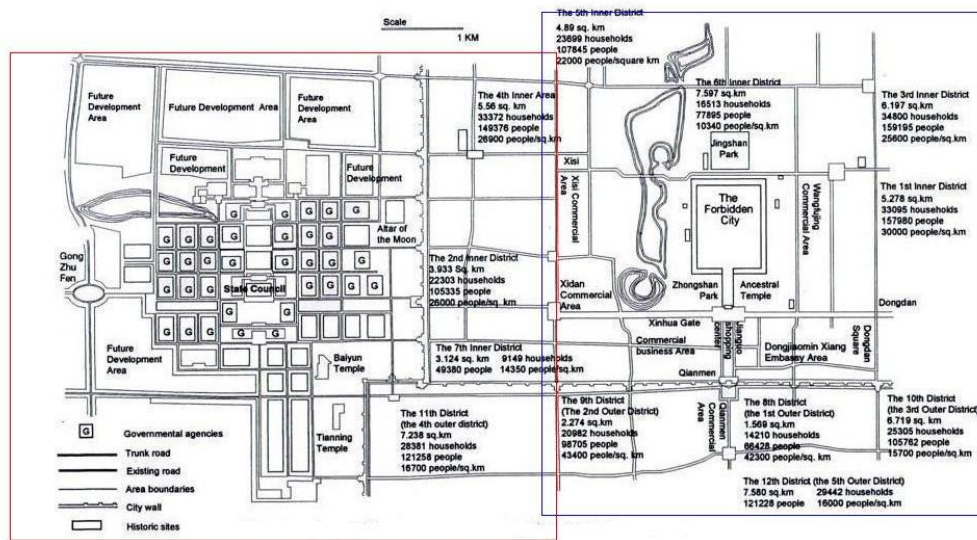 Scale
1 KM
The 5th Inner District
4.89 sq. km
23699 households
107845 people
22000 people/square km
Future Development Area
Future Development Area
Future Development Area
The 4th Inner Area
5.56 sq. km
33372 households
149376 people
26900 people/sq.km
The 6th Inner District
7.597 sq.km
16513 households
77895 people
10340 people/sq.km
Jingshan Park
The 3rd Inner District
6.197 sq.km
34800 households
159195 people
25600 people/sq.km
Future Development
Future Development
Xisi
Xisi Commercial Area
The Forbidden City
Wangfujing Commercial Area
The 1st Inner District
5.278 sq.km
33095 households
157980 people
30000 people/sq.km
G G G G G G
Altar of the Moon
G G G G G G
Gong Zhu Fen
G G G G G G G
The 2nd Inner District
3.933 Sq. km
22303 households
105335 people
26000 people/sq. km
G G G State Council G G G G
Xidan Commercial Area
Zhongshan Park
Ancestral Temple
Dongdan
G G
G G G G G
Xinhua Gate
Jianguo shopping center
Commercial business Area
Dongjiaomin Xiang Embassy Area
Dongdan Square
Future Development Area
Baiyun Temple
The 7th Inner District
3.124 sq. km 9149 households
49380 people 14350 people/sq.km
Qianmen
Qianmen Commercial Area
The 11th District
(the 4th outer district)
7.238 sq.km
28381 households
121258 people
16700 people/sq.km
The 9th District
(The 2nd Outer District)
2.274 sq.km
20982 households
98705 people
43400 people/sq.km
The 8th District
(the 1st Outer District)
1.569 sq.km
14210 households
66428 people
42300 people/sq. km
The 10th District
(the 3rd Outer District)
6.719 sq.km
25305 households
105762 people
15700 people/sq.km
Tianning Temple
The 12th District (the 5th Outer District)
7.580 sq.km 29442 households
121228 people 16000 people/sq.km
G Governmental agencies
Trunk road
Existing road
Area boundaries
City wall
Historic sites